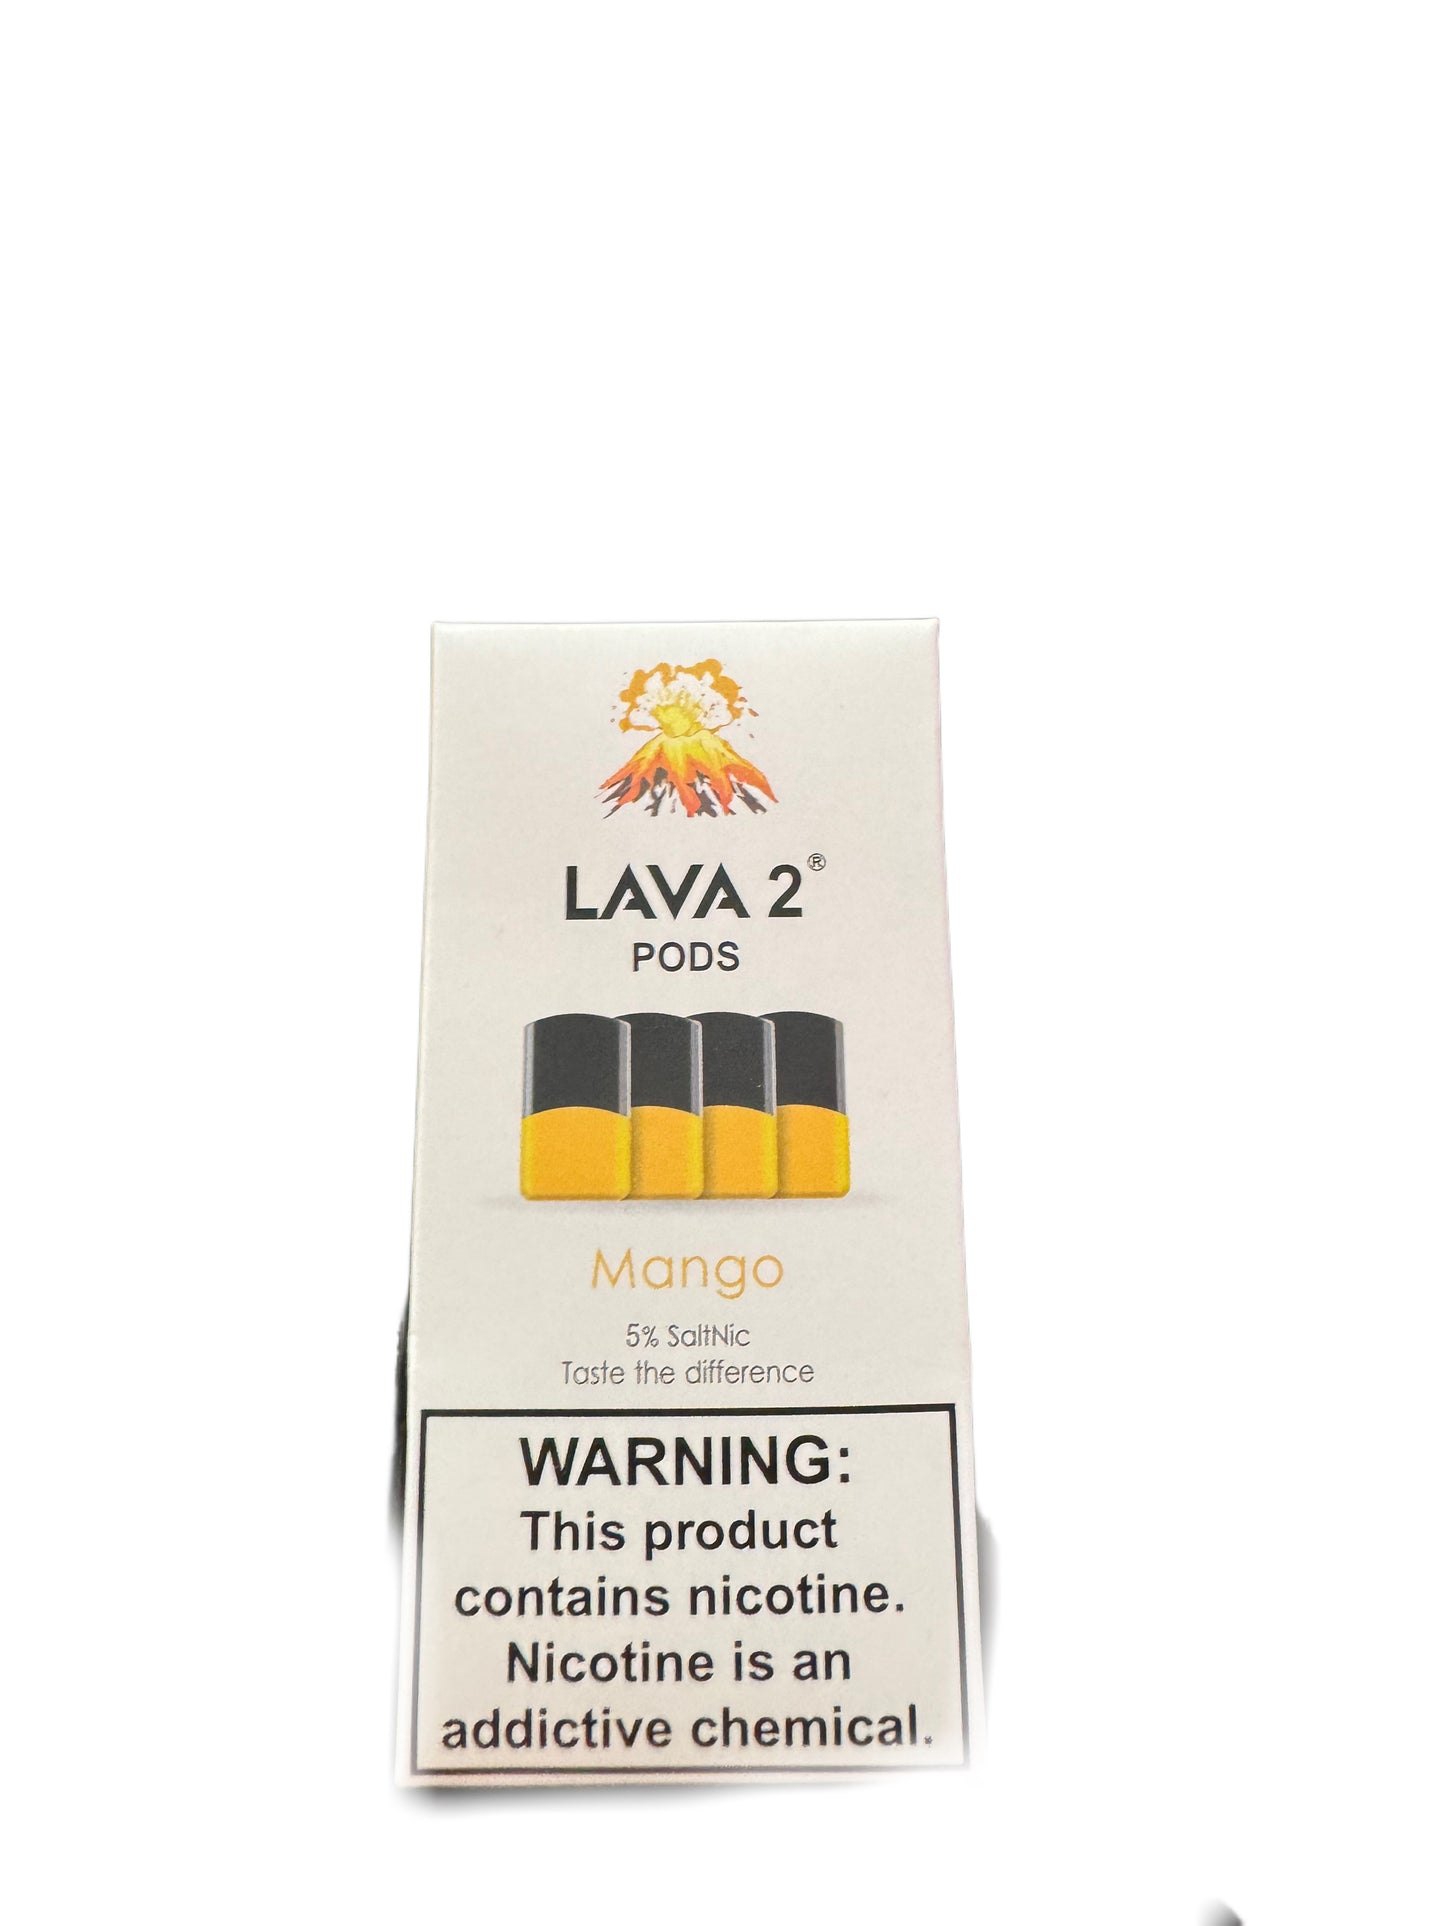 LAVA 2®
PODS
Mango
5% SaltNic
Taste the difference
WARNING:
This product
contains nicotine.
Nicotine is an
addictive chemical.